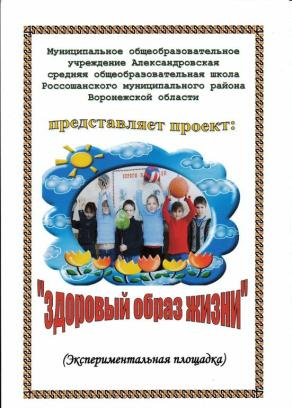 Муниципальное общеобразовательное
учреждение Александровская
средняя общеобразовательная школа
Россошанского муниципального района
Воронежской области
представляет проект:
"Здоровый образ жизни"
(Экспериментальная площадка)